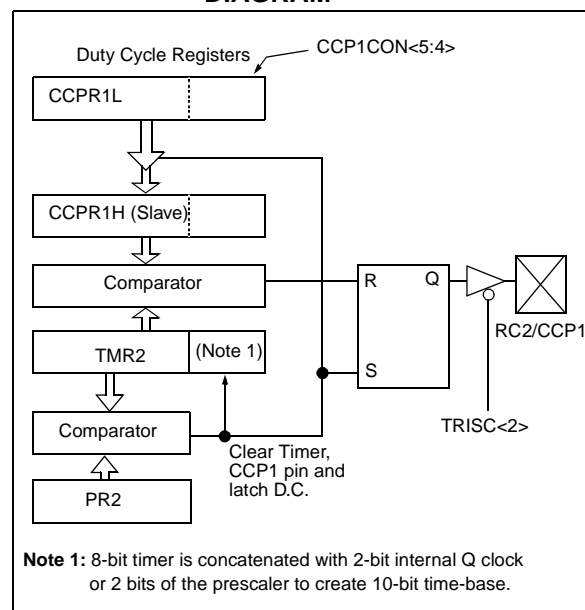 DIAGRAM
Duty Cycle Registers
CCP1CON<5:4>
CCPR1L
CCPR1H (Slave)
Comparator
R
Q
RC2/CCP1
TMR2
(Note 1)
S
TRISC<2>
Comparator
Clear Timer,
CCP1 pin and
latch D.C.
PR2
Note 1: 8-bit timer is concatenated with 2-bit internal Q clock
or 2 bits of the prescaler to create 10-bit time-base.